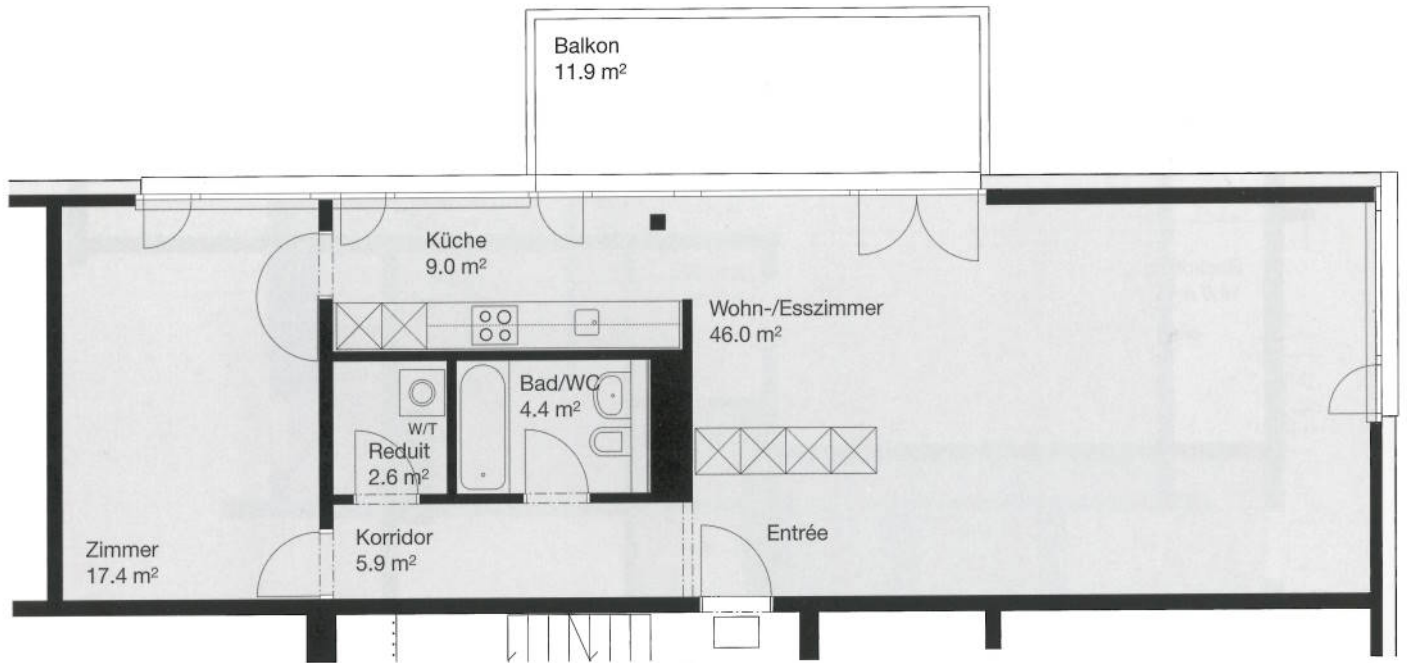 Balkon
11.9 m²
Küche
9.0 m²
Wohn-/Esszimmer
46.0 m²
Bad/WC
4.4 m²
W/T
Reduit
2.6 m²
Zimmer
17.4 m²
Korridor
5.9 m²
Entrée